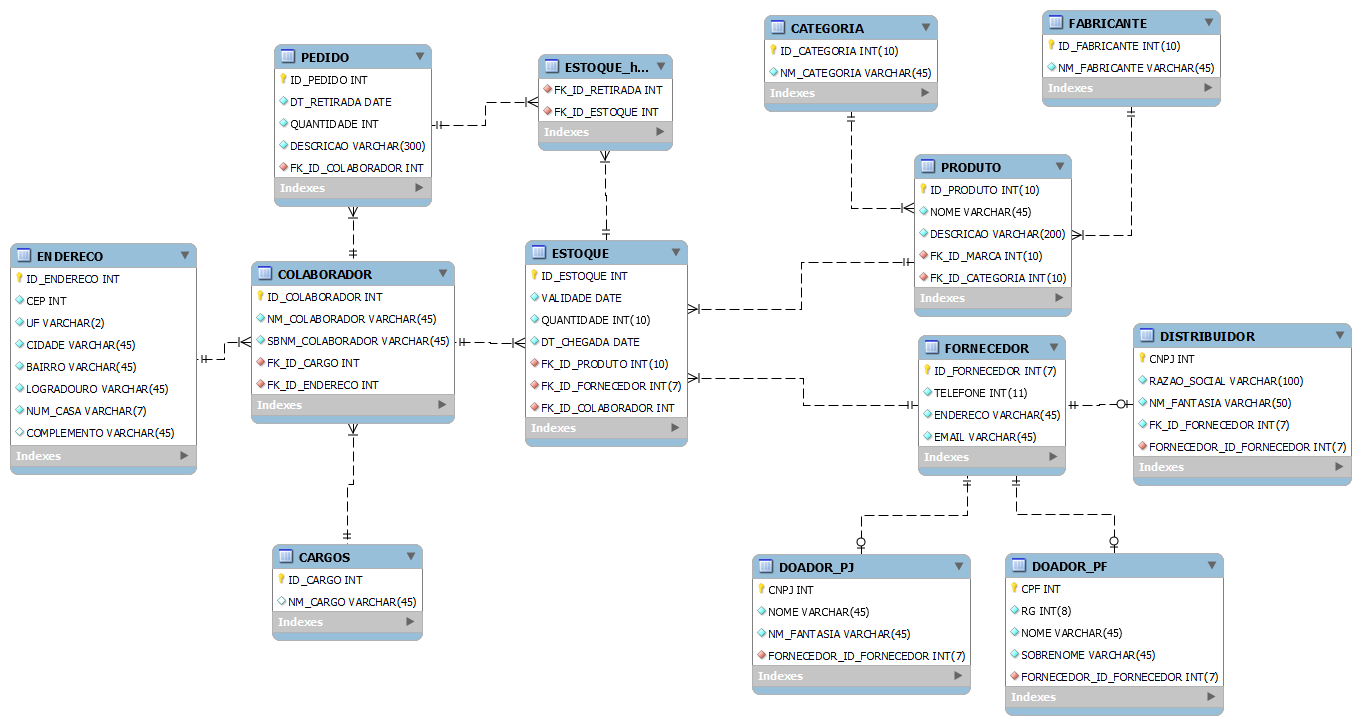 PEDIDO
ID_PEDIDO INT
DT_RETIRADA DATE
QUANTIDADE INT
DESCRICAO VARCHAR(300)
FK_ID_COLABORADOR INT
Indexes
ESTOQUE_h...
FK_ID_RETIRADA INT
FK_ID_ESTOQUE INT
Indexes
CATEGORIA
ID_CATEGORIA INT(10)
NM_CATEGORIA VARCHAR(45)
Indexes
FABRICANTE
ID_FABRICANTE INT(10)
NM_FABRICANTE VARCHAR(45)
Indexes
PRODUTO
ID_PRODUTO INT(10)
NOME VARCHAR(45)
DESCRICAO VARCHAR(200)
FK_ID_MARCA INT(10)
FK_ID_CATEGORIA INT(10)
Indexes
ENDERECO
ID_ENDERECO INT
CEP INT
UF VARCHAR(2)
CIDADE VARCHAR(45)
BAIRRO VARCHAR(45)
LOGRADOURO VARCHAR(45)
NUM_CASA VARCHAR(7)
COMPLEMENTO VARCHAR(45)
Indexes
COLABORADOR
ID_COLABORADOR INT
NM_COLABORADOR VARCHAR(45)
SBNM_COLABORADOR VARCHAR(45)
FK_ID_CARGO INT
FK_ID_ENDERECO INT
Indexes
ESTOQUE
ID_ESTOQUE INT
VALIDADE DATE
QUANTIDADE INT(10)
DT_CHEGADA DATE
FK_ID_PRODUTO INT(10)
FK_ID_FORNECEDOR INT(7)
FK_ID_COLABORADOR INT
Indexes
FORNECEDOR
ID_FORNECEDOR INT(7)
TELEFONE INT(11)
ENDERECO VARCHAR(45)
EMAIL VARCHAR(45)
Indexes
DISTRIBUIDOR
CNPJ INT
RAZAO_SOCIAL VARCHAR(100)
NM_FANTASIA VARCHAR(50)
FK_ID_FORNECEDOR INT(7)
FORNECEDOR_ID_FORNECEDOR INT(7)
Indexes
CARGOS
ID_CARGO INT
NM_CARGO VARCHAR(45)
Indexes
DOADOR_PJ
CNPJ INT
NOME VARCHAR(45)
NM_FANTASIA VARCHAR(45)
FORNECEDOR_ID_FORNECEDOR INT(7)
Indexes
DOADOR_PF
CPF INT
RG INT(8)
NOME VARCHAR(45)
SOBRENOME VARCHAR(45)
FORNECEDOR_ID_FORNECEDOR INT(7)
Indexes